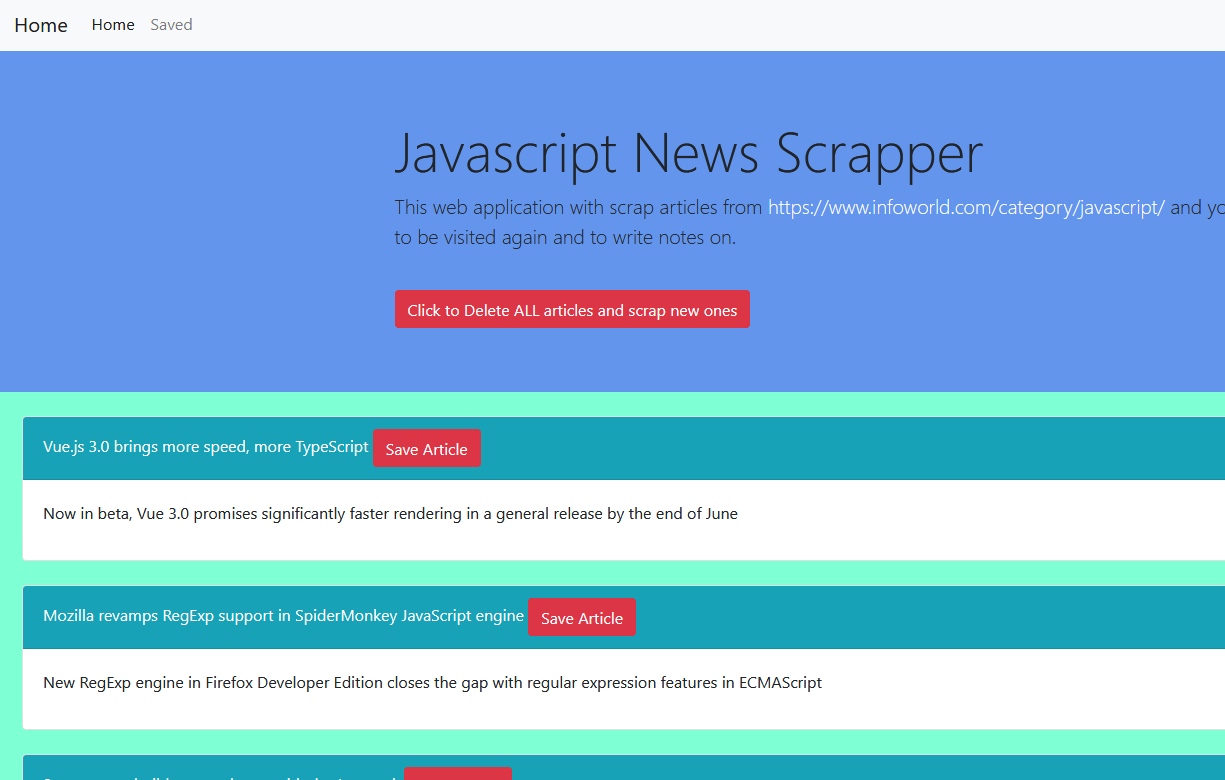 Home Home Saved
Javascript News Scrapper
This web application with scrap articles from https://www.infoworld.com/category/javascript/ and
to be visited again and to write notes on.
Click to Delete ALL articles and scrap new ones
Vue.js 3.0 brings more speed, more TypeScript Save Article
Now in beta, Vue 3.0 promises significantly faster rendering in a general release by the end of June
Mozilla revamps RegExp support in SpiderMonkey JavaScript engine Save Article
New RegExp engine in Firefox Developer Edition closes the gap with regular expression features in ECMAScript